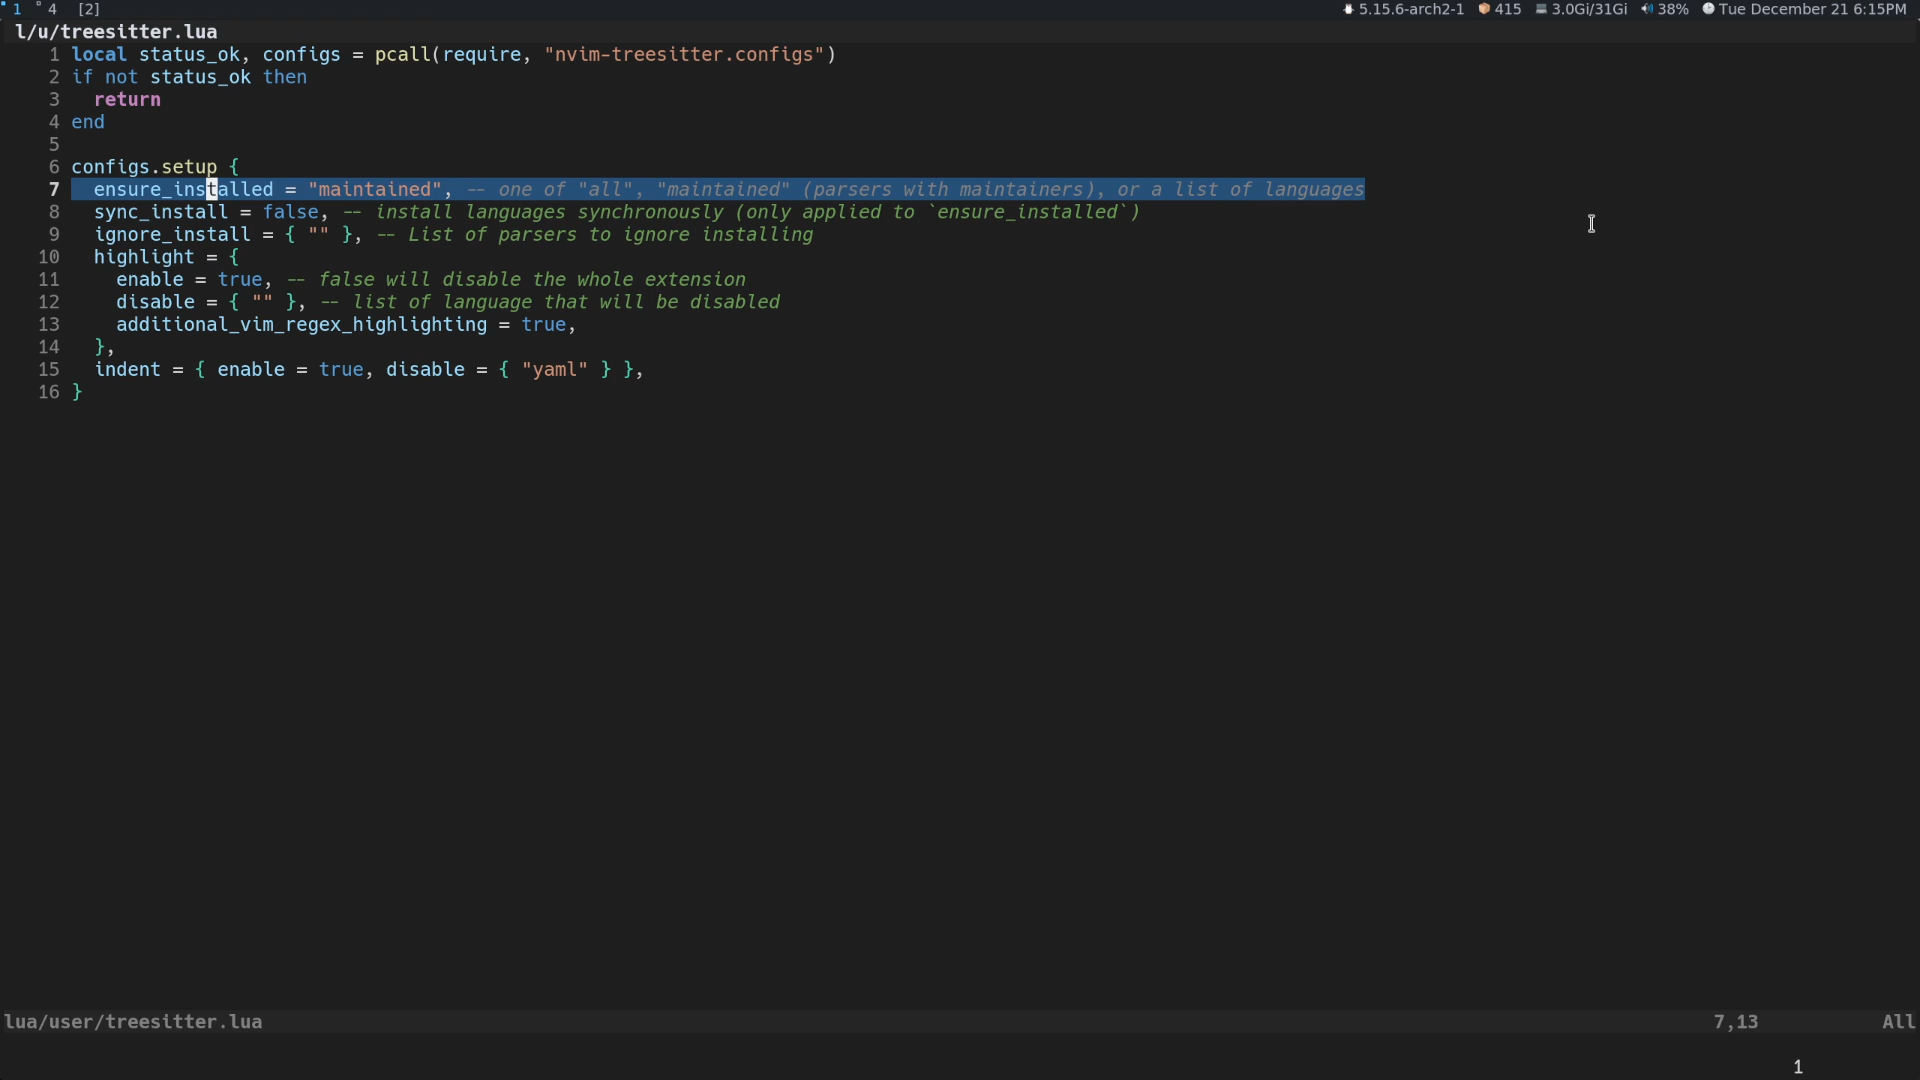 1 4 [2] 5.15.6-arch2-1 415 3.0Gi/31Gi 38% Tue December 21 6:15PM
l/u/treesitter.lua
1 local status_ok, configs = pcall(require, "nvim-treesitter.configs")
2 if not status_ok then
3   return
4 end
5
6 configs.setup {
7   ensure_installed = "maintained", -- one of "all", "maintained" (parsers with maintainers), or a list of languages
8   sync_install = false, -- install languages synchronously (only applied to `ensure_installed`)
9   ignore_install = { "" }, -- List of parsers to ignore installing
10   highlight = {
11     enable = true, -- false will disable the whole extension
12     disable = { "" }, -- list of language that will be disabled
13     additional_vim_regex_highlighting = true,
14   },
15   indent = { enable = true, disable = { "yaml" } },
16 }
lua/user/treesitter.lua 7,13 All
1